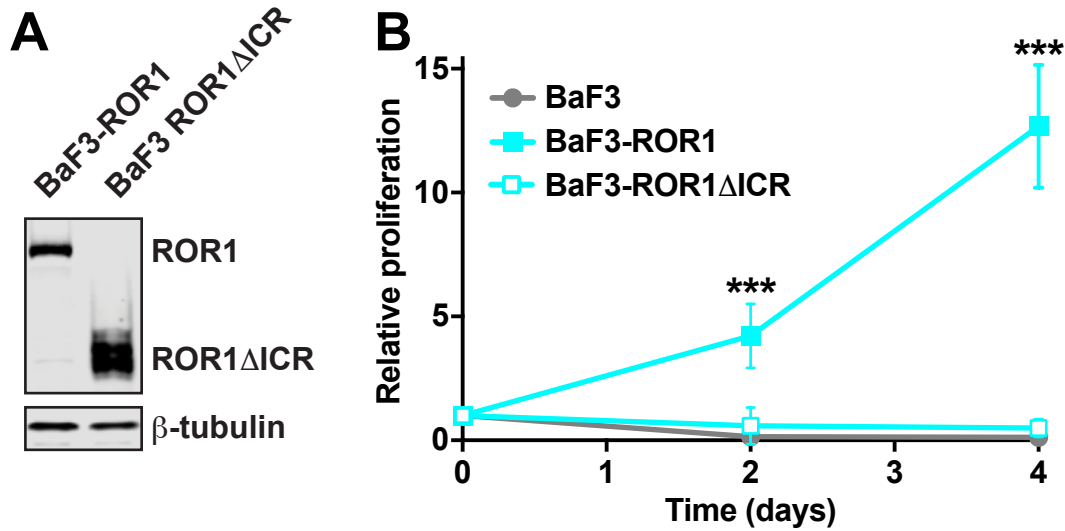 A
BaF3-ROR1
BaF3 ROR1ΔICR
ROR1
ROR1ΔICR
β-tubulin
B
Relative proliferation
15
10
5
0
BaF3
BaF3-ROR1
BaF3-ROR1ΔICR
***
***
0 1 2 3 4
Time (days)